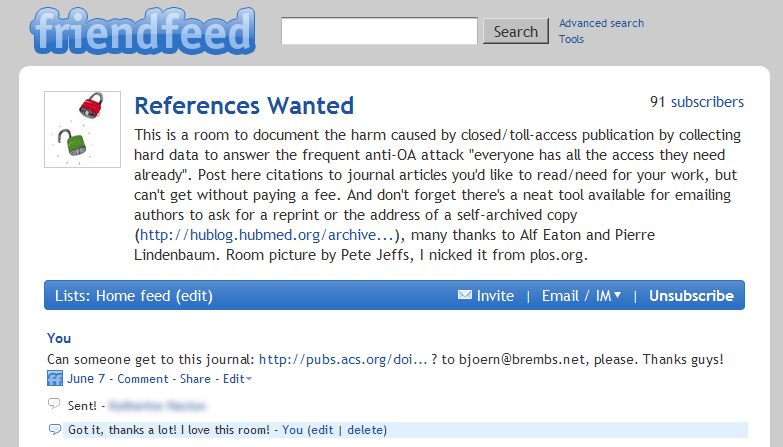 friendfeed
Search
Advanced search
Tools
References Wanted
91 subscribers
This is a room to document the harm caused by closed/toll-access publication by collecting
hard data to answer the frequent anti-OA attack "everyone has all the access they need
already". Post here citations to journal articles you'd like to read/need for your work, but
can't get without paying a fee. And don't forget there's a neat tool available for emailing
authors to ask for a reprint or the address of a self-archived copy
(http://hublog.hubmed.org/archive...), many thanks to Alf Eaton and Pierre
Lindenbaum. Room picture by Pete Jeffs, I nicked it from plos.org.
Lists: Home feed (edit)
Invite | Email / IM | Unsubscribe
You
Can someone get to this journal: http://pubs.acs.org/doi... ? to bjoern@brembs.net, please. Thanks guys!
ff June 7 - Comment - Share - Edit
Sent! -
Got it, thanks a lot! I love this room! - You (edit | delete)